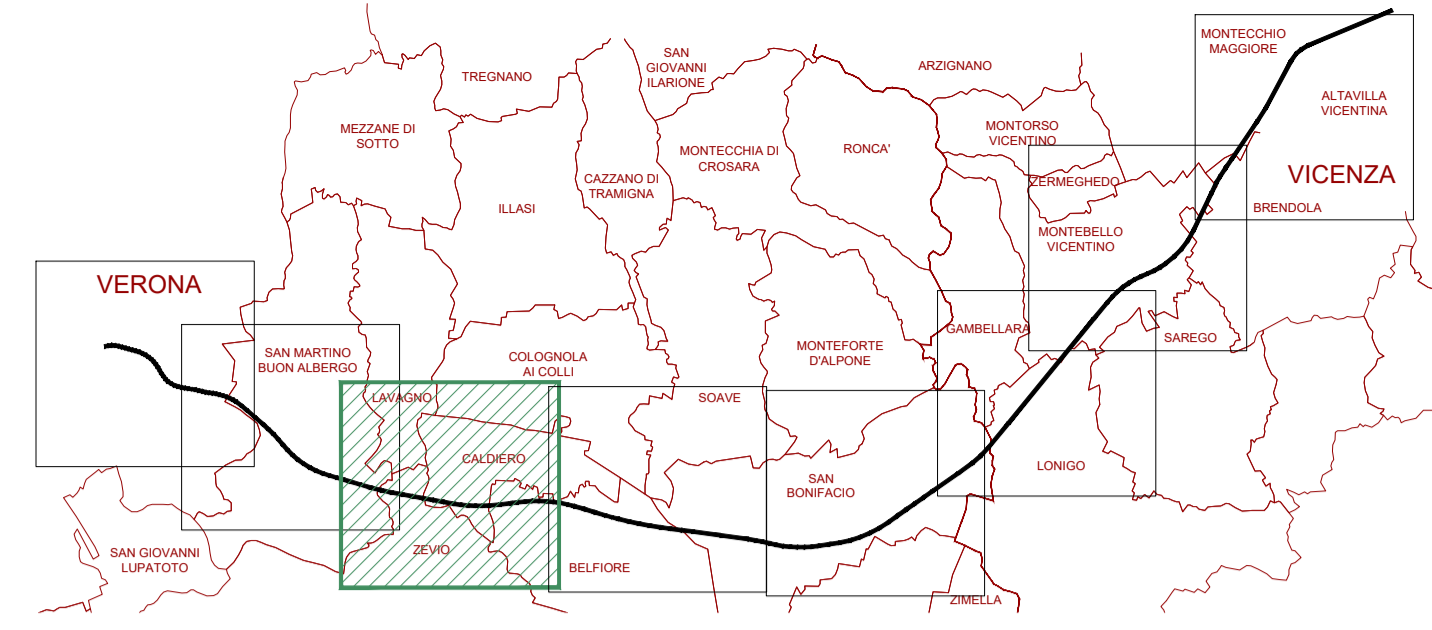 MONTECCHIO
MAGGIORE
SAN
GIOVANNI
ILARIONE
TREGNANO
ARZIGNANO
ALTAVILLA
VICENTINA
MEZZANE DI
SOTTO
MONTORSO
VICENTINO
MONTECCHIA DI
CROSARA
RONCA'
CAZZANO DI
TRAMIGNA
ZERMEGHEDO
VICENZA
ILLASI
BRENDOLA
MONTEBELLO
VICENTINO
VERONA
GAMBELLARA
SAREGO
SAN MARTINO
BUON ALBERGO
COLOGNOLA
AI COLLI
MONTEFORTE
D'ALPONE
LAVAGNO
SOAVE
CALDIERO
LONIGO
SAN
BONIFACIO
SAN GIOVANNI
LUPATOTO
ZEVIO
BELFIORE
ZIMELLA